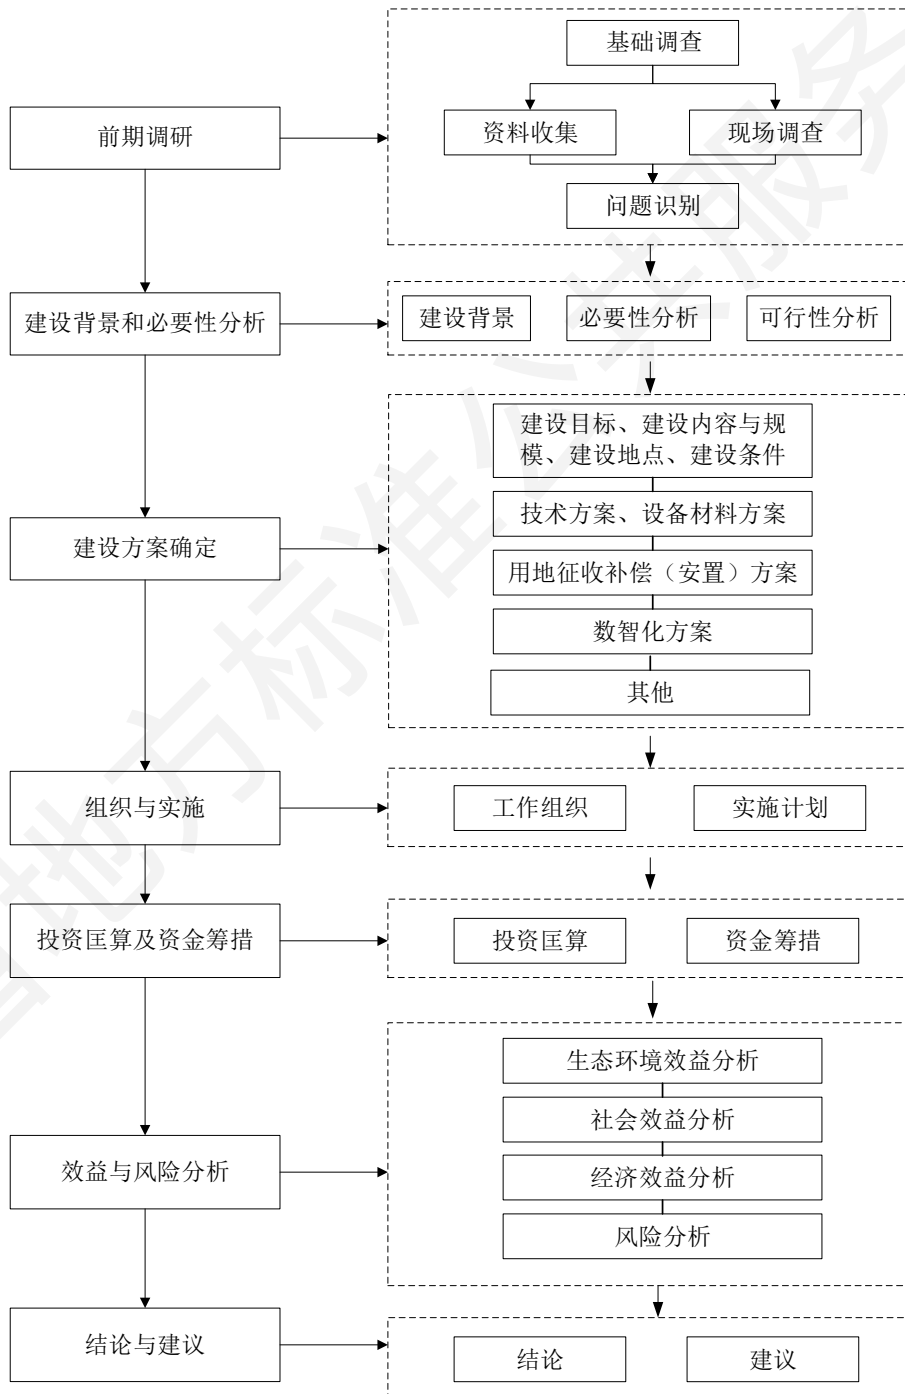 基础调查
前期调研
资料收集
现场调查
问题识别
建设背景和必要性分析
建设背景
必要性分析
可行性分析
建设目标、建设内容与规
模、建设地点、建设条件
技术方案、设备材料方案
建设方案确定
用地征收补偿（安置）方案
数智化方案
其他
组织与实施
工作组织
实施计划
投资匡算及资金筹措
投资匡算
资金筹措
生态环境效益分析
社会效益分析
效益与风险分析
经济效益分析
风险分析
结论与建议
结论
建议
地方标准公共服务